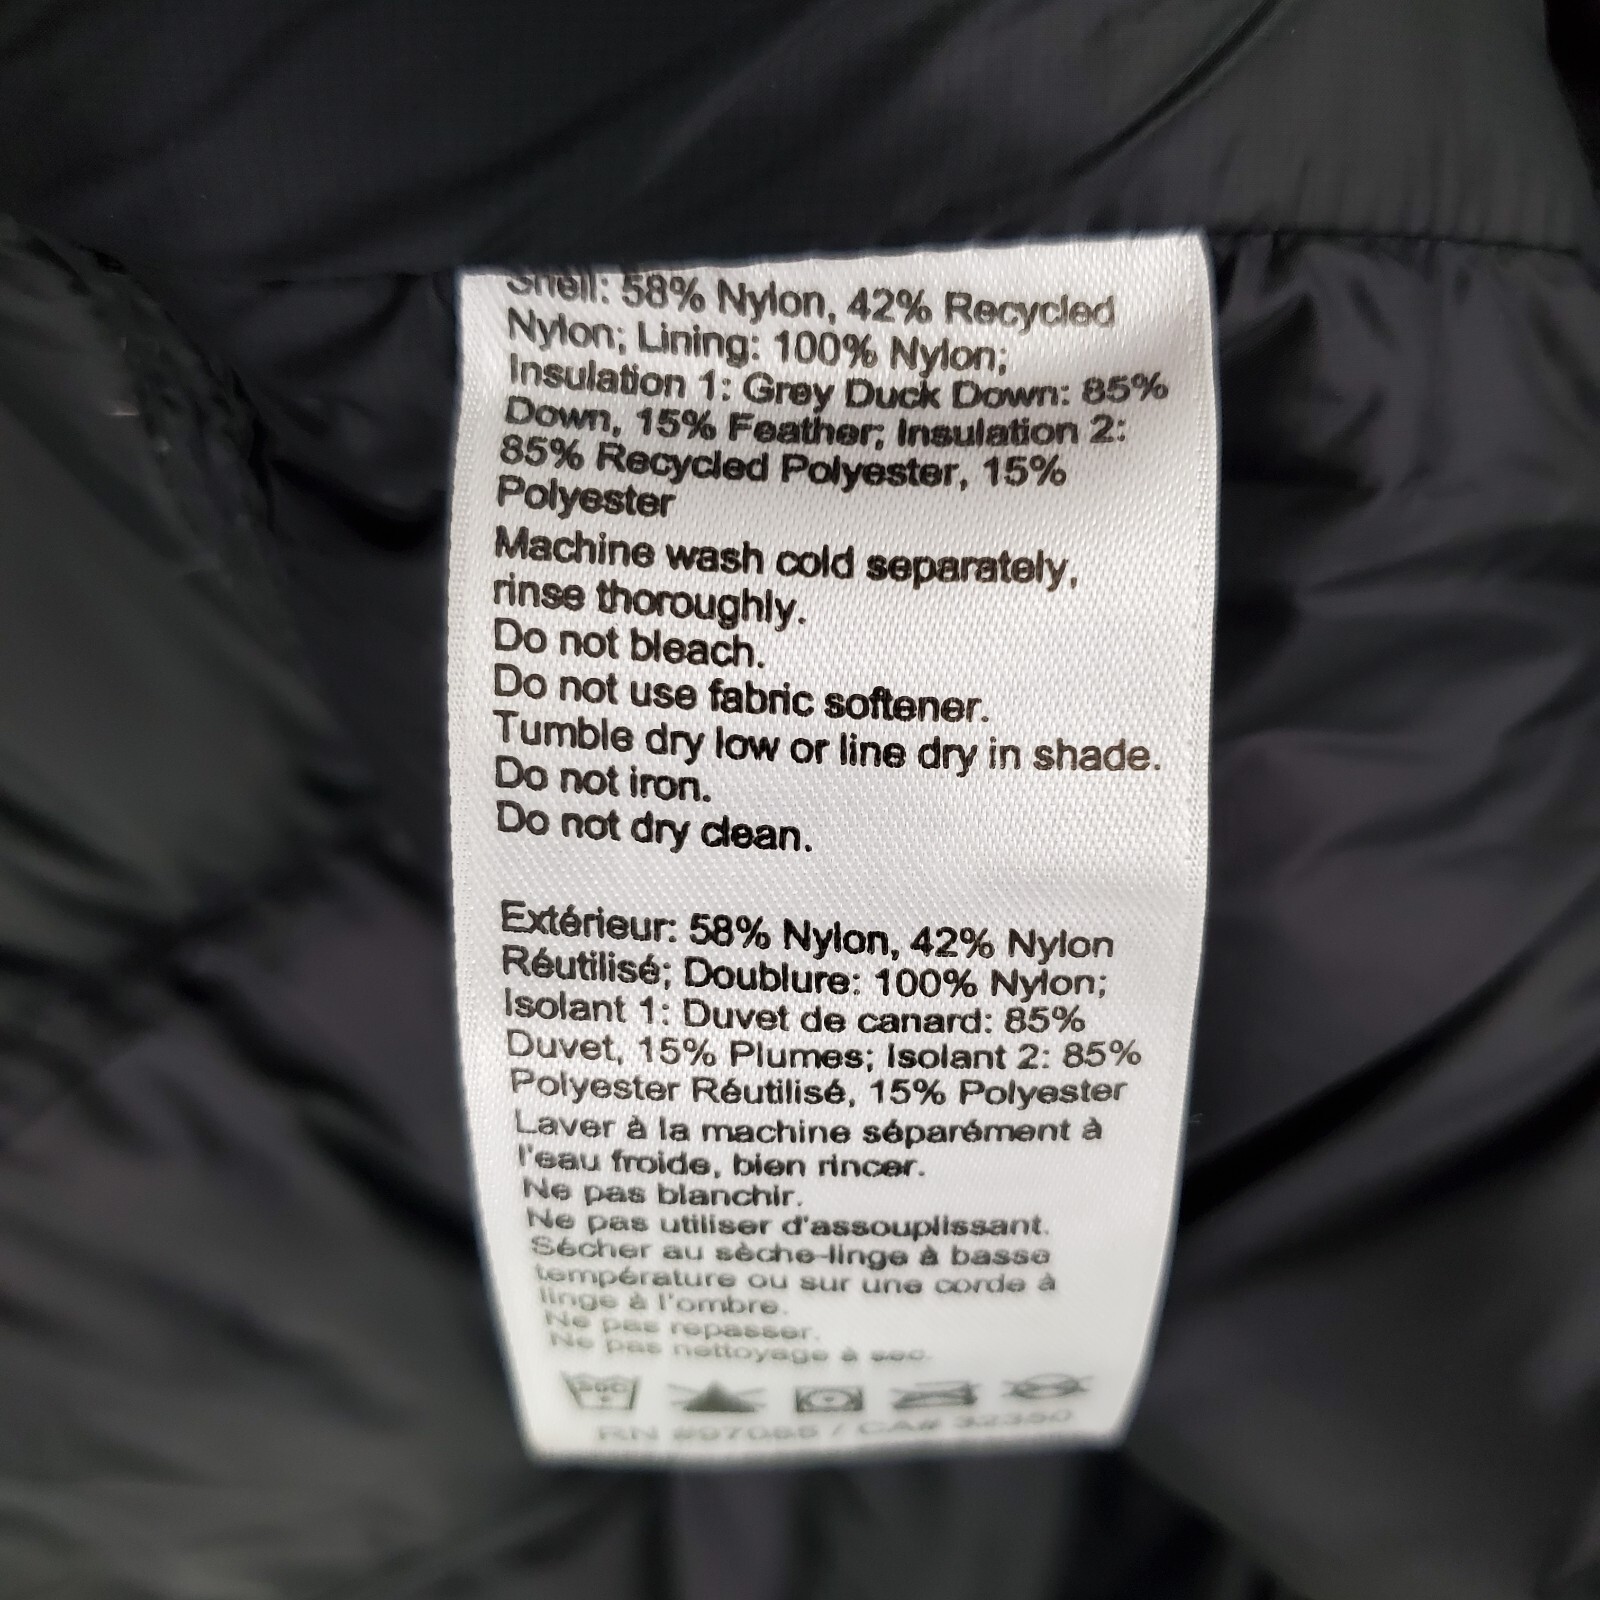 Shell: 58% Nylon, 42% Recycled
Nylon; Lining: 100% Nylon;
Insulation 1: Grey Duck Down: 85%
Down, 15% Feather; Insulation 2:
85% Recycled Polyester, 15%
Polyester
Machine wash cold separately,
rinse thoroughly.
Do not bleach.
Do not use fabric softener.
Tumble dry low or line dry in shade.
Do not iron.
Do not dry clean.
Extérieur: 58% Nylon, 42% Nylon
Réutilisé; Doublure: 100% Nylon;
Isolant 1: Duvet de canard: 85%
Duvet, 15% Plumes; Isolant 2: 85%
Polyester Réutilisé, 15% Polyester
Laver à la machine séparément à
l'eau froide, bien rincer.
Ne pas blanchir.
Ne pas utiliser d'assouplissant.
Sécher au sèche-linge à basse
température ou sur une corde à
linge à l'ombre.
Ne pas repasser.
Ne pas nettoyage à sec.
RN #97085 / CA# 32350